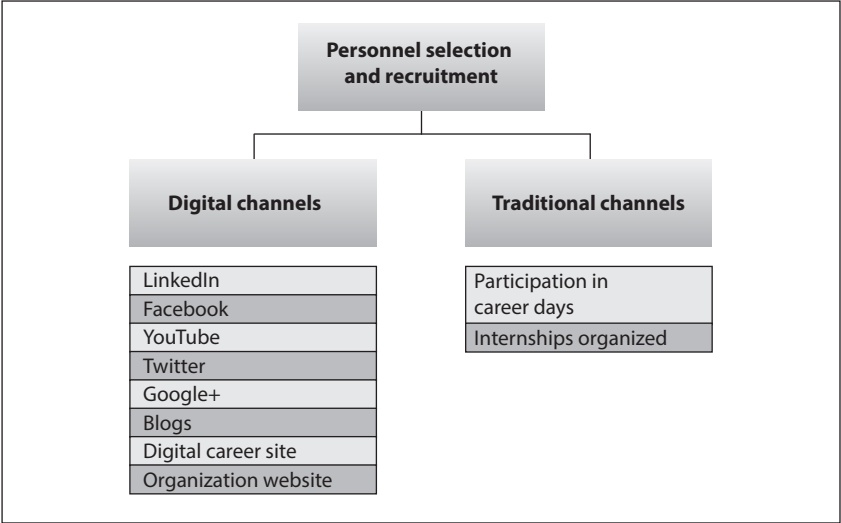 Personnel selection
and recruitment
Digital channels
LinkedIn
Facebook
YouTube
Twitter
Google+
Blogs
Digital career site
Organization website
Traditional channels
Participation in
career days
Internships organized